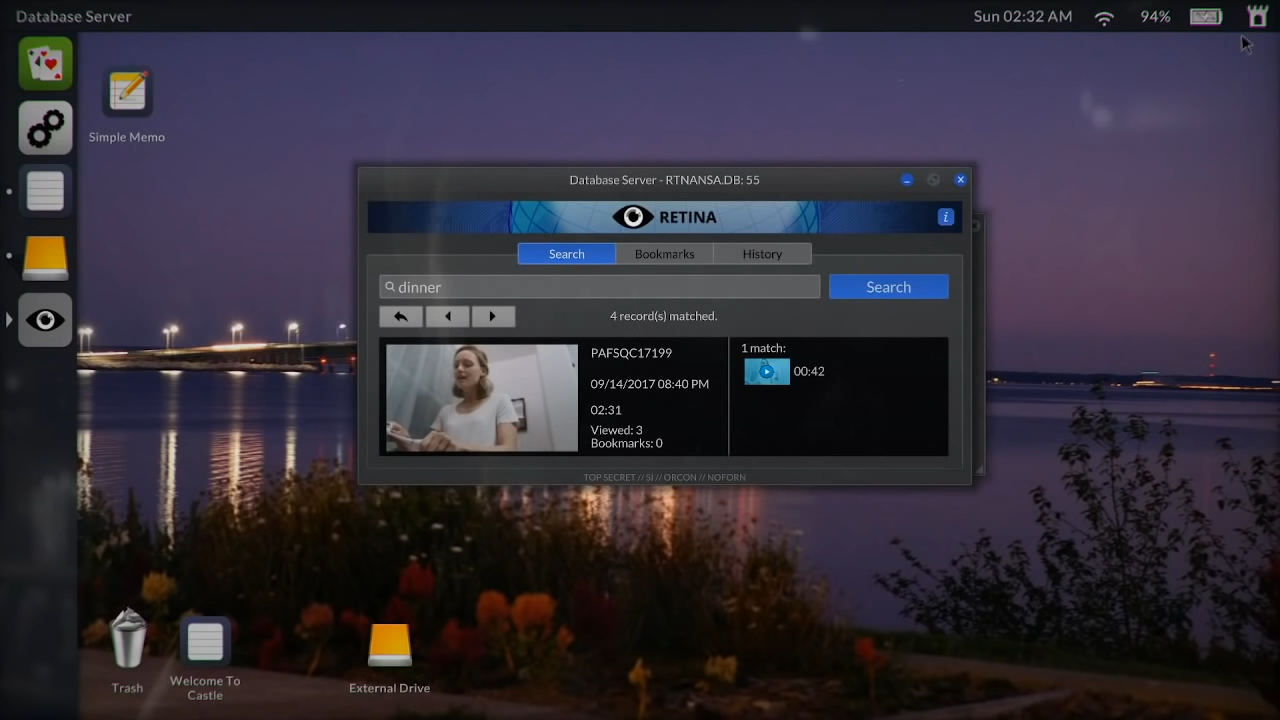 Database Server
Sun 02:32 AM
94%
Simple Memo
Database Server - RTNANSA.DB: 55
RETINA
i
Search
Bookmarks
History
dinner
Search
4 record(s) matched.
PAFSQC17199
09/14/2017 08:40 PM
02:31
Viewed: 3
Bookmarks: 0
1 match:
00:42
TOP SECRET // SI // ORCON // NOFORN
Trash
Welcome To
Castle
External Drive